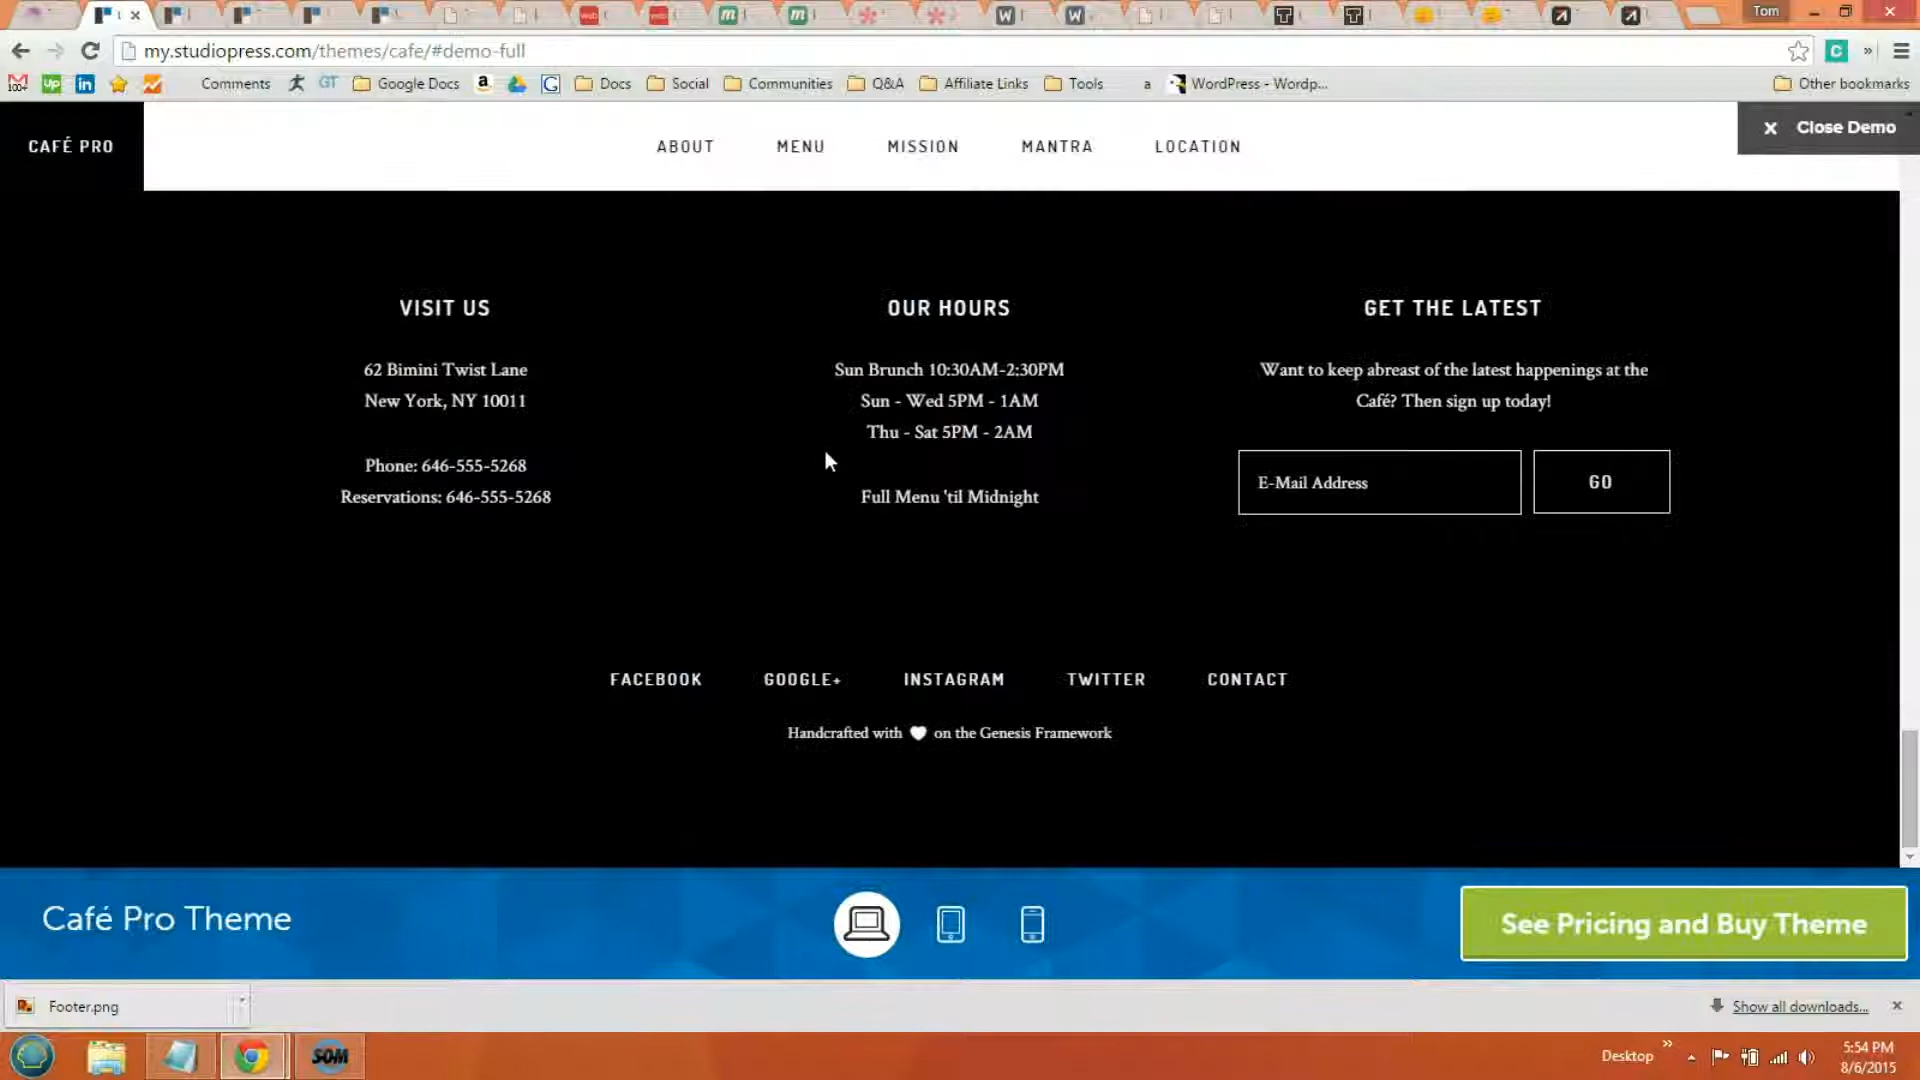 Tom
my.studiopress.com/themes/cafe/#demo-full
Comments GT Google Docs Docs Social Communities Q&A Affiliate Links Tools a WordPress - Wordp... Other bookmarks
CAFÉ PRO
ABOUT MENU MISSION MANTRA LOCATION
Close Demo
VISIT US
62 Bimini Twist Lane
New York, NY 10011
Phone: 646-555-5268
Reservations: 646-555-5268
OUR HOURS
Sun Brunch 10:30AM-2:30PM
Sun - Wed 5PM - 1AM
Thu - Sat 5PM - 2AM
Full Menu 'til Midnight
GET THE LATEST
Want to keep abreast of the latest happenings at the
Café? Then sign up today!
E-Mail Address
GO
FACEBOOK GOOGLE+ INSTAGRAM TWITTER CONTACT
Handcrafted with on the Genesis Framework
Café Pro Theme
See Pricing and Buy Theme
Footer.png
Show all downloads...
SOM
Desktop
5:54 PM
8/6/2015